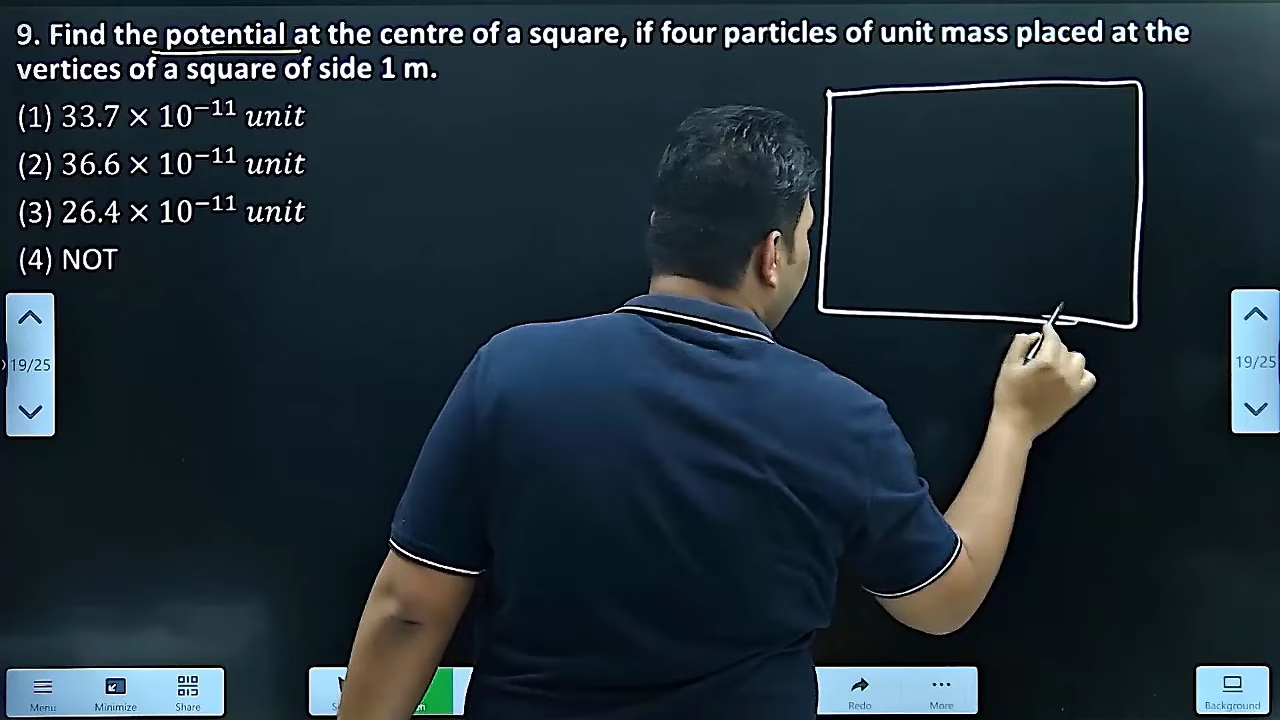 9. Find the potential at the centre of a square, if four particles of unit mass placed at the
vertices of a square of side 1 m.
(1) 33.7 × 10⁻¹¹ unit
(2) 36.6 × 10⁻¹¹ unit
(3) 26.4 × 10⁻¹¹ unit
(4) NOT
19/25
19/25
Menu
Minimize
Share
Redo
More
Background